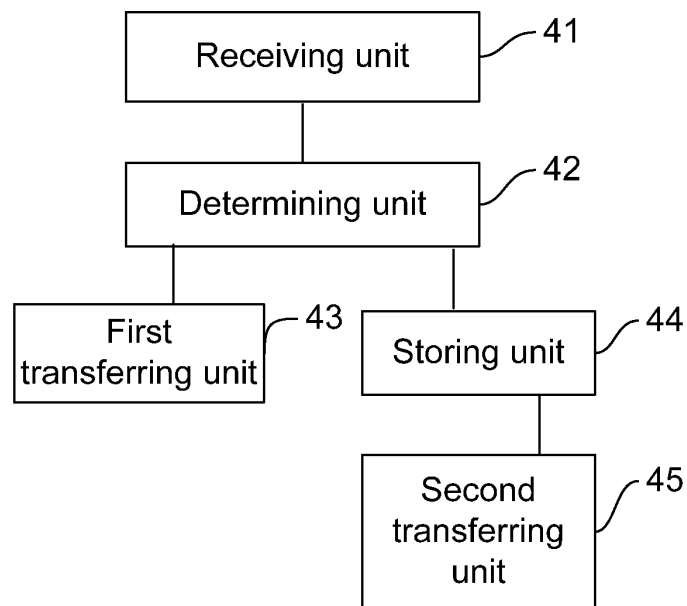 Receiving unit
41
Determining unit
42
First
transferring unit
43
Storing unit
44
Second
transferring
unit
45